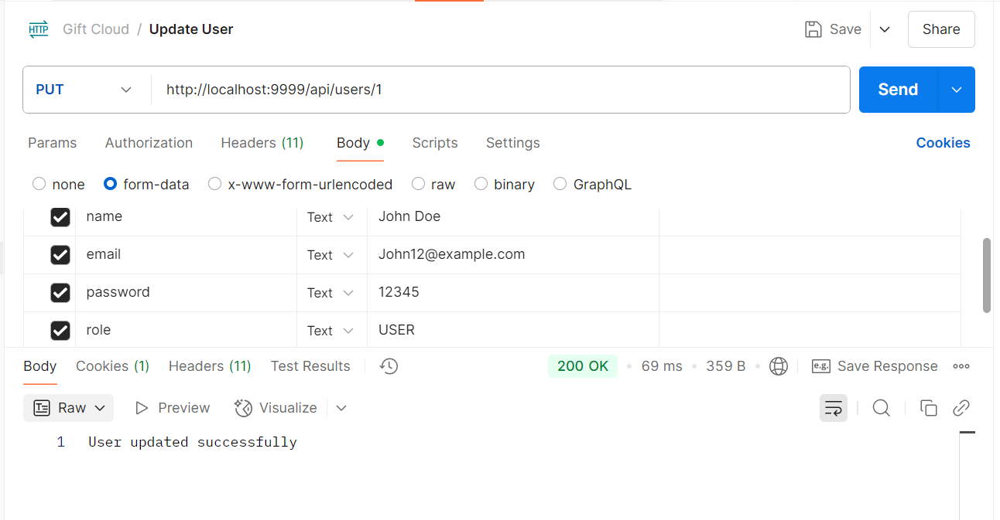 HTTP Gift Cloud / Update User Save Share
PUT http://localhost:9999/api/users/1 Send
Params Authorization Headers (11) Body Scripts Settings Cookies
none form-data x-www-form-urlencoded raw binary GraphQL
name Text John Doe
email Text John12@example.com
password Text 12345
role Text USER
Body Cookies (1) Headers (11) Test Results 200 OK 69 ms 359 B e.g. Save Response
Raw Preview Visualize
1 User updated successfully